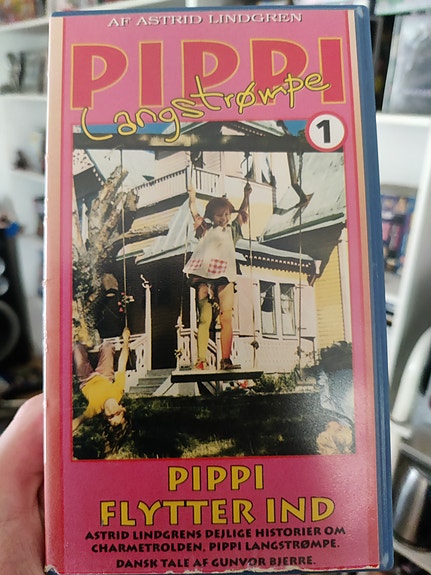 AF ASTRID LINDGREN
PIPPI
Langstrømpe
1
PIPPI
FLYTTER IND
ASTRID LINDGRENS DEJLIGE HISTORIER OM
CHARMETROLDEN, PIPPI LANGSTRØMPE.
DANSK TALE AF GUNVOR BJERRE.